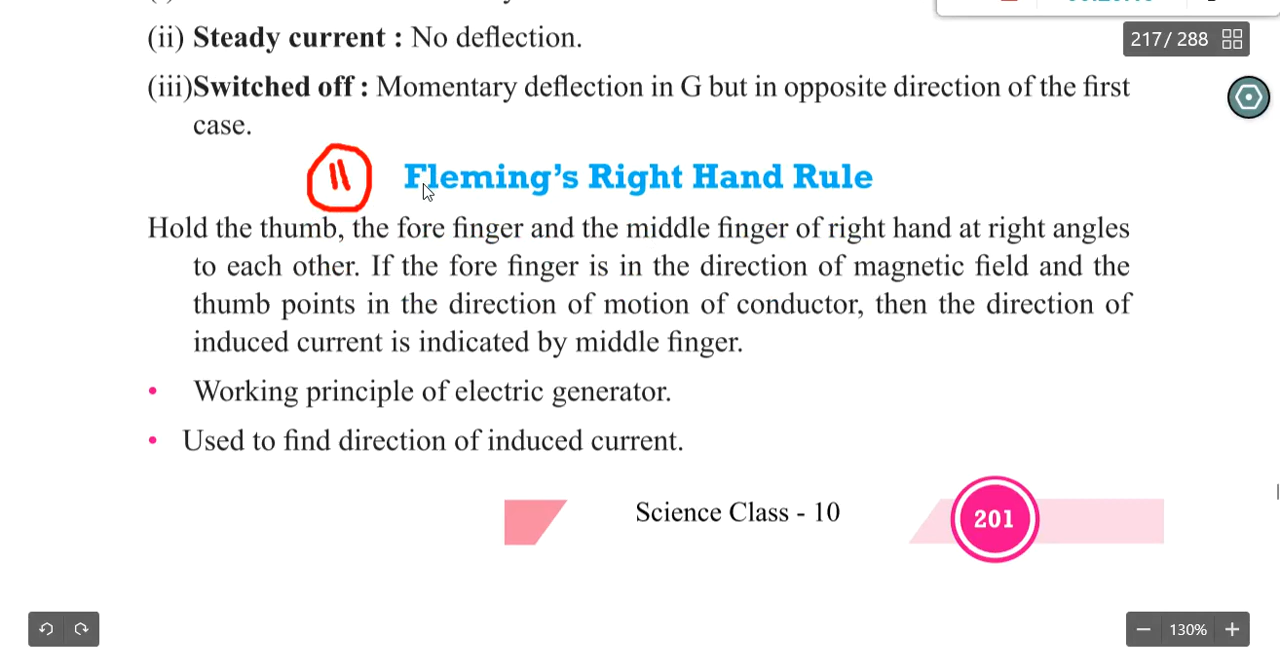 (ii) Steady current : No deflection.
217/ 288
(iii)Switched off : Momentary deflection in G but in opposite direction of the first
case.
11 Fleming's Right Hand Rule
Hold the thumb, the fore finger and the middle finger of right hand at right angles
to each other. If the fore finger is in the direction of magnetic field and the
thumb points in the direction of motion of conductor, then the direction of
induced current is indicated by middle finger.
• Working principle of electric generator.
• Used to find direction of induced current.
Science Class - 10
201
130%